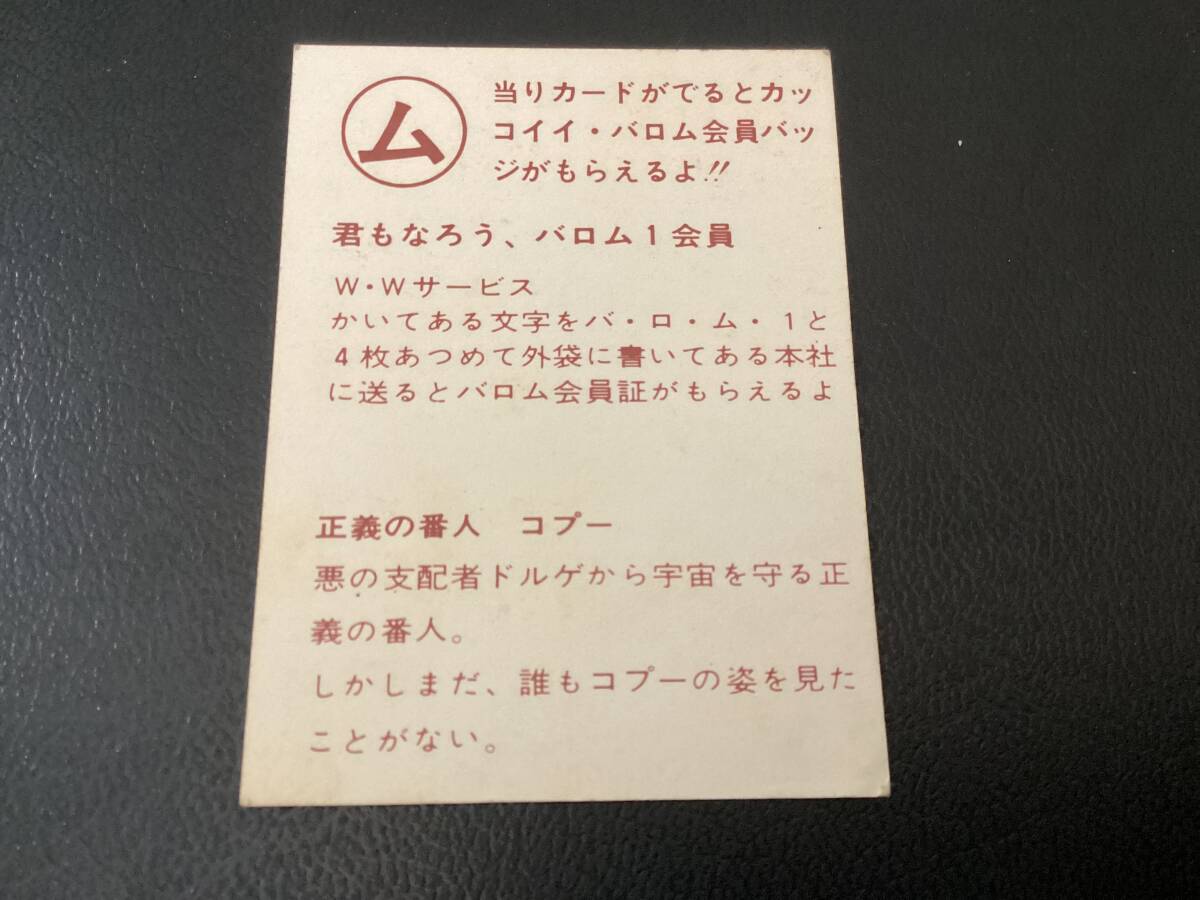 ム
当りカードがでるとカッ
コイイ・バロム会員バッ
ジがもらえるよ!!
君もなろう、バロム1会員
W・Wサービス
かいてある文字をバ・ロ・ム・1と
4枚あつめて外袋に書いてある本社
に送るとバロム会員証がもらえるよ
正義の番人　コプー
悪の支配者ドルゲから宇宙を守る正
義の番人。
しかしまだ、誰もコプーの姿を見た
ことがない。